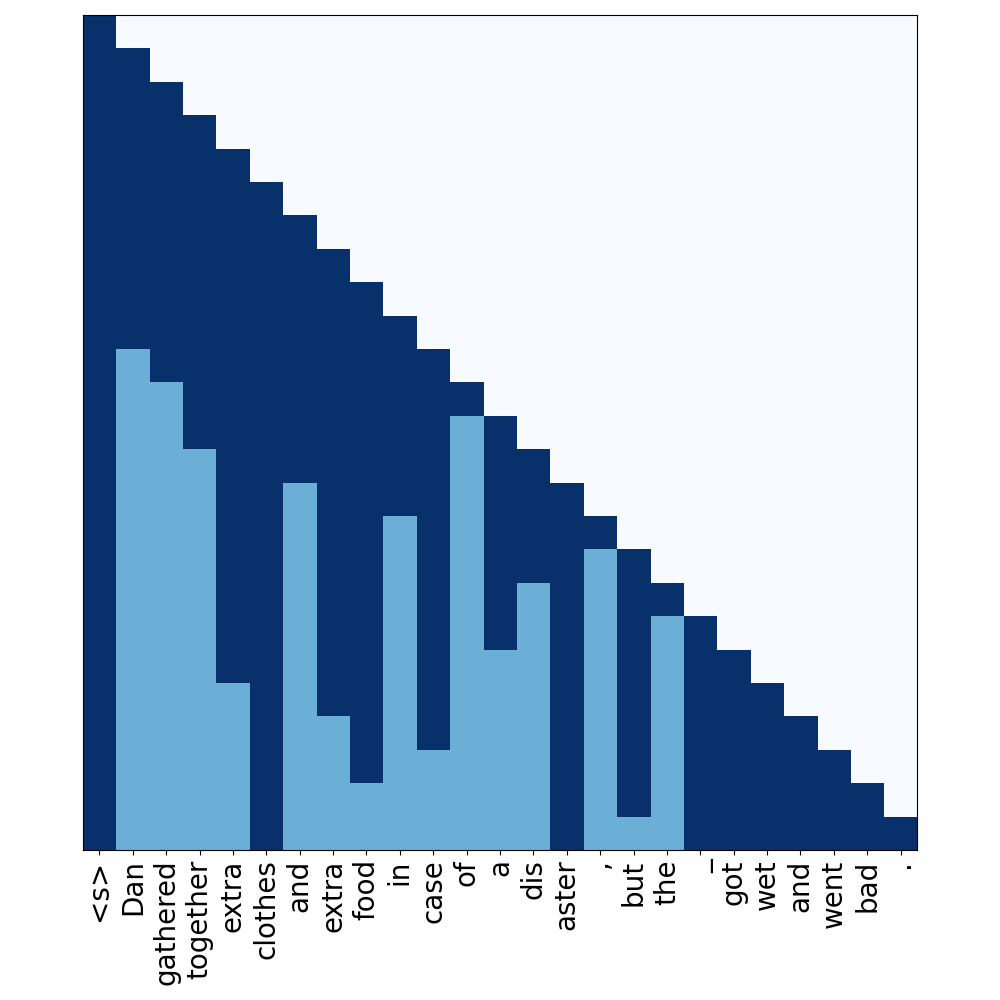 <s> Dan gathered together extra clothes and extra food in case of a dis aster , but the _ got wet and went bad .